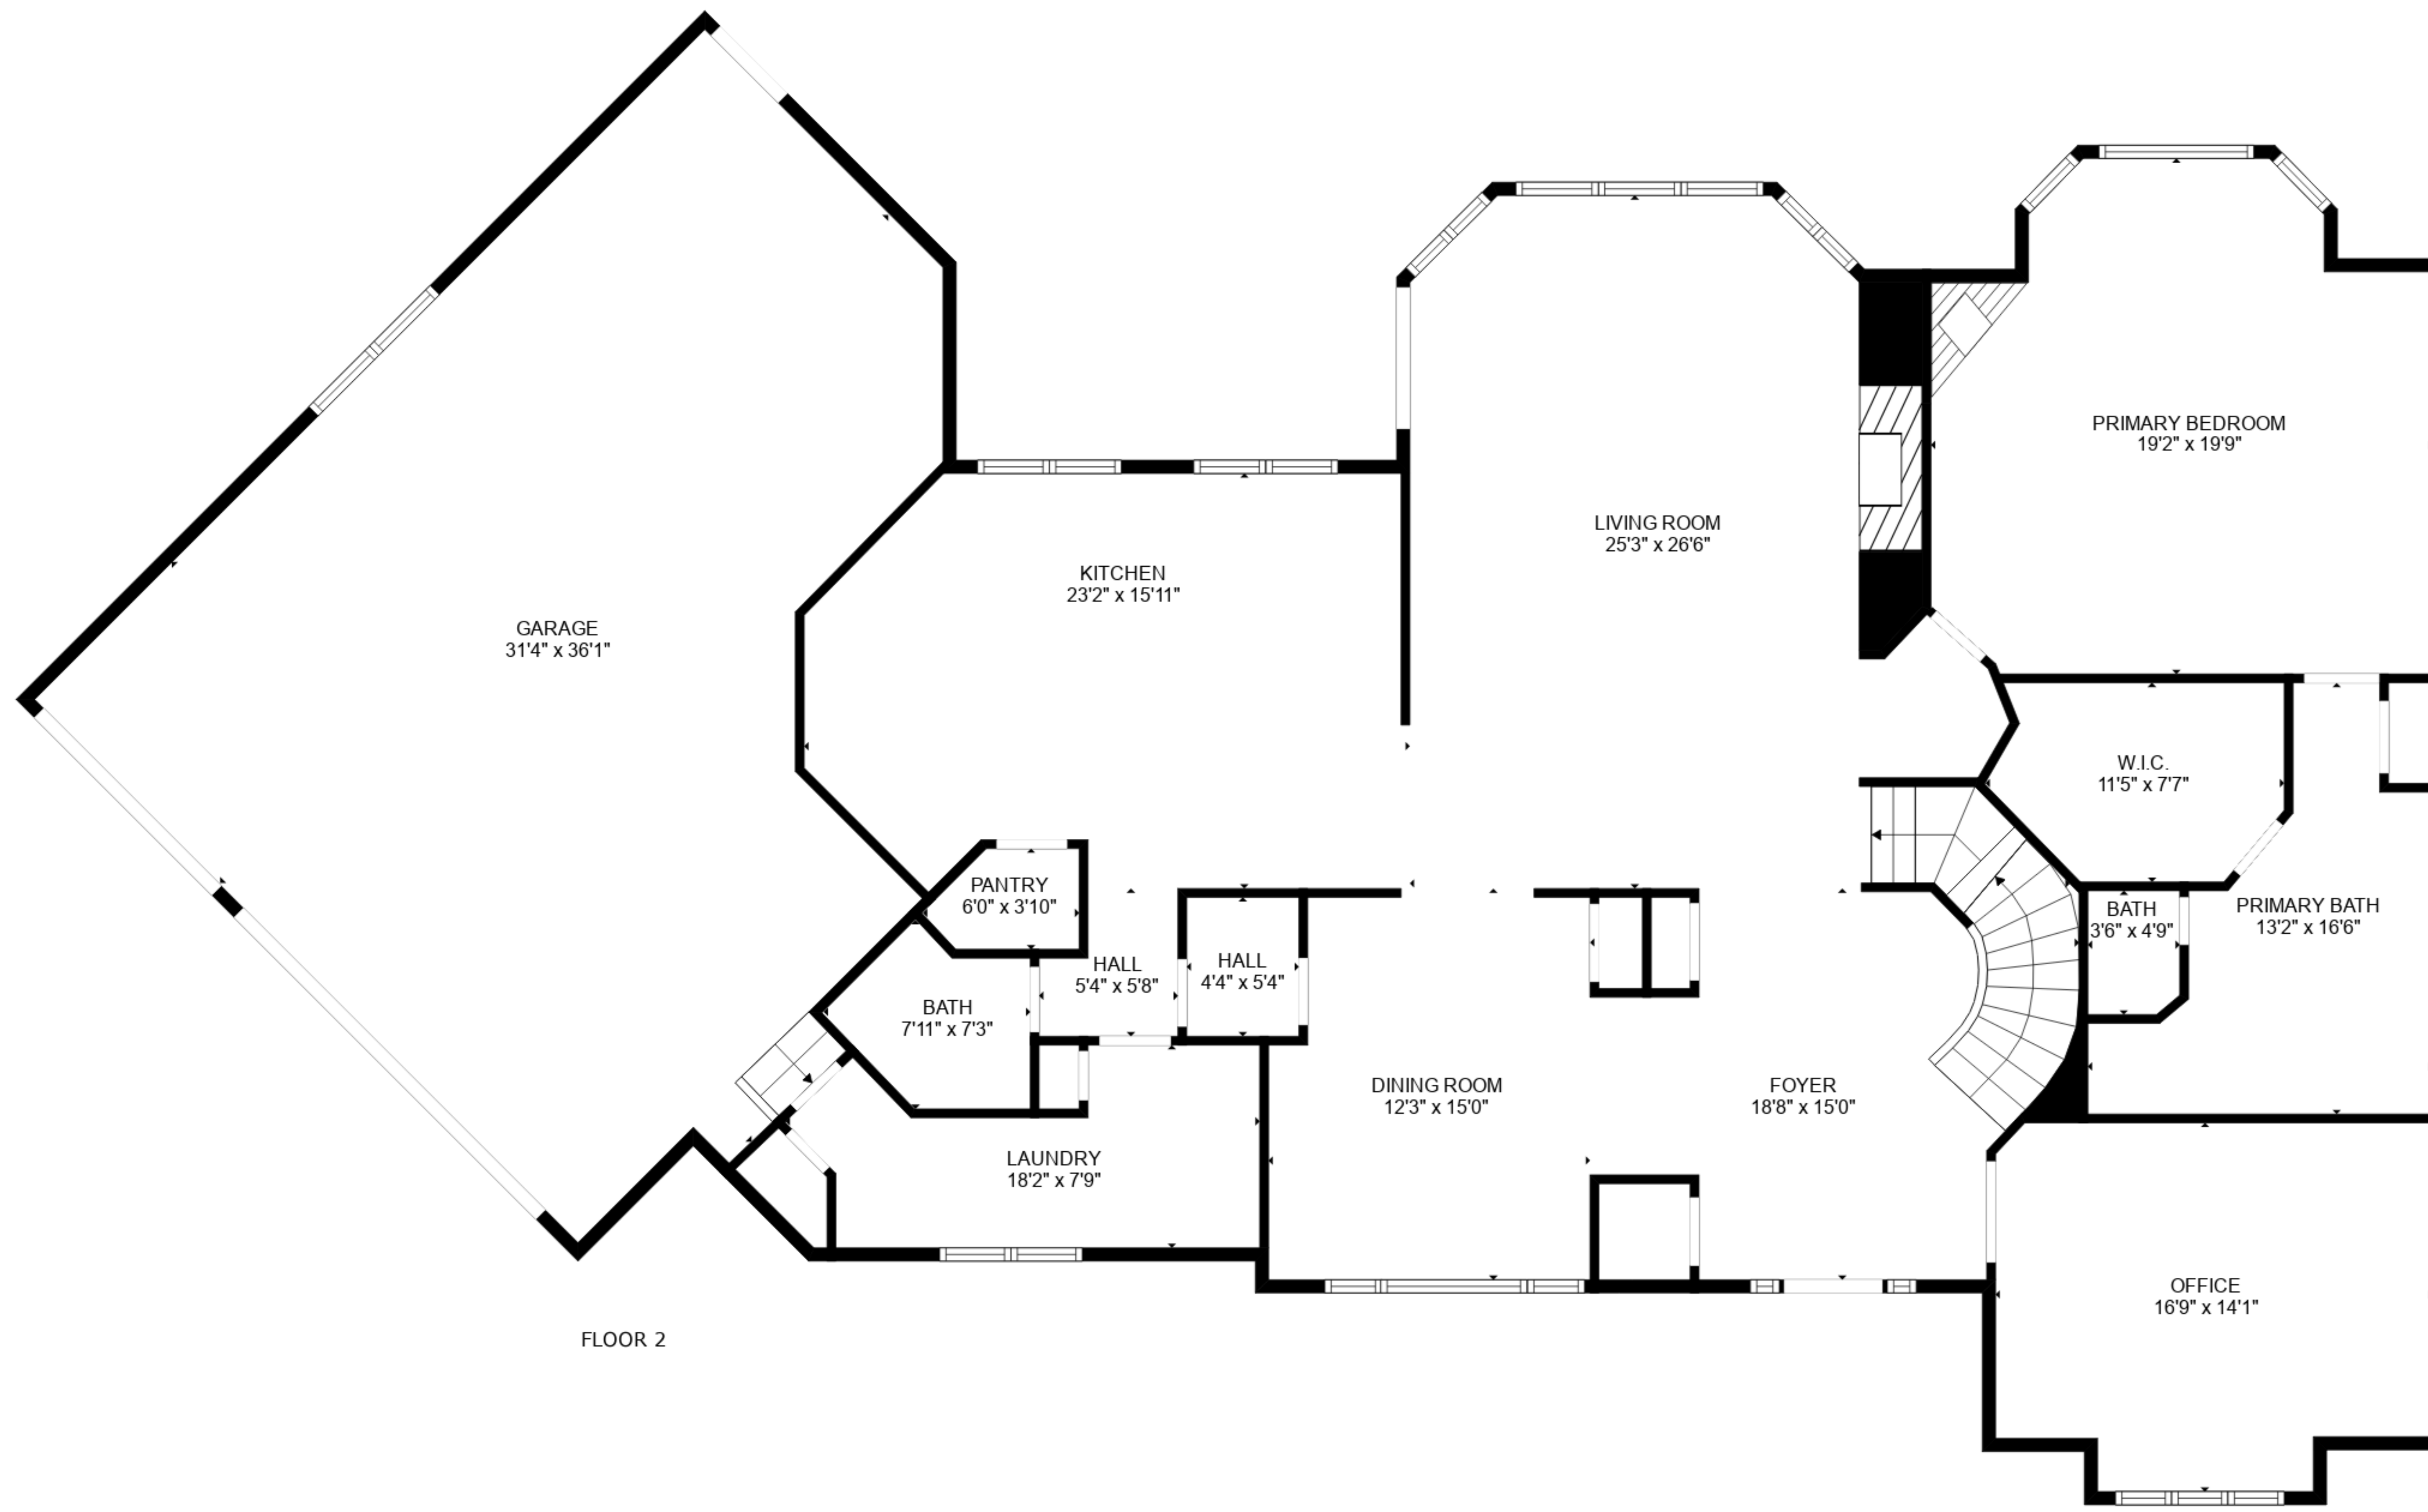 PRIMARY BEDROOM
19'2" x 19'9"
LIVING ROOM
25'3" x 26'6"
KITCHEN
23'2" x 15'11"
GARAGE
31'4" x 36'1"
W.I.C.
11'5" x 7'7"
PANTRY
6'0" x 3'10"
BATH
3'6" x 4'9"
PRIMARY BATH
13'2" x 16'6"
HALL
5'4" x 5'8"
HALL
4'4" x 5'4"
BATH
7'11" x 7'3"
DINING ROOM
12'3" x 15'0"
FOYER
18'8" x 15'0"
LAUNDRY
18'2" x 7'9"
OFFICE
16'9" x 14'1"
FLOOR 2